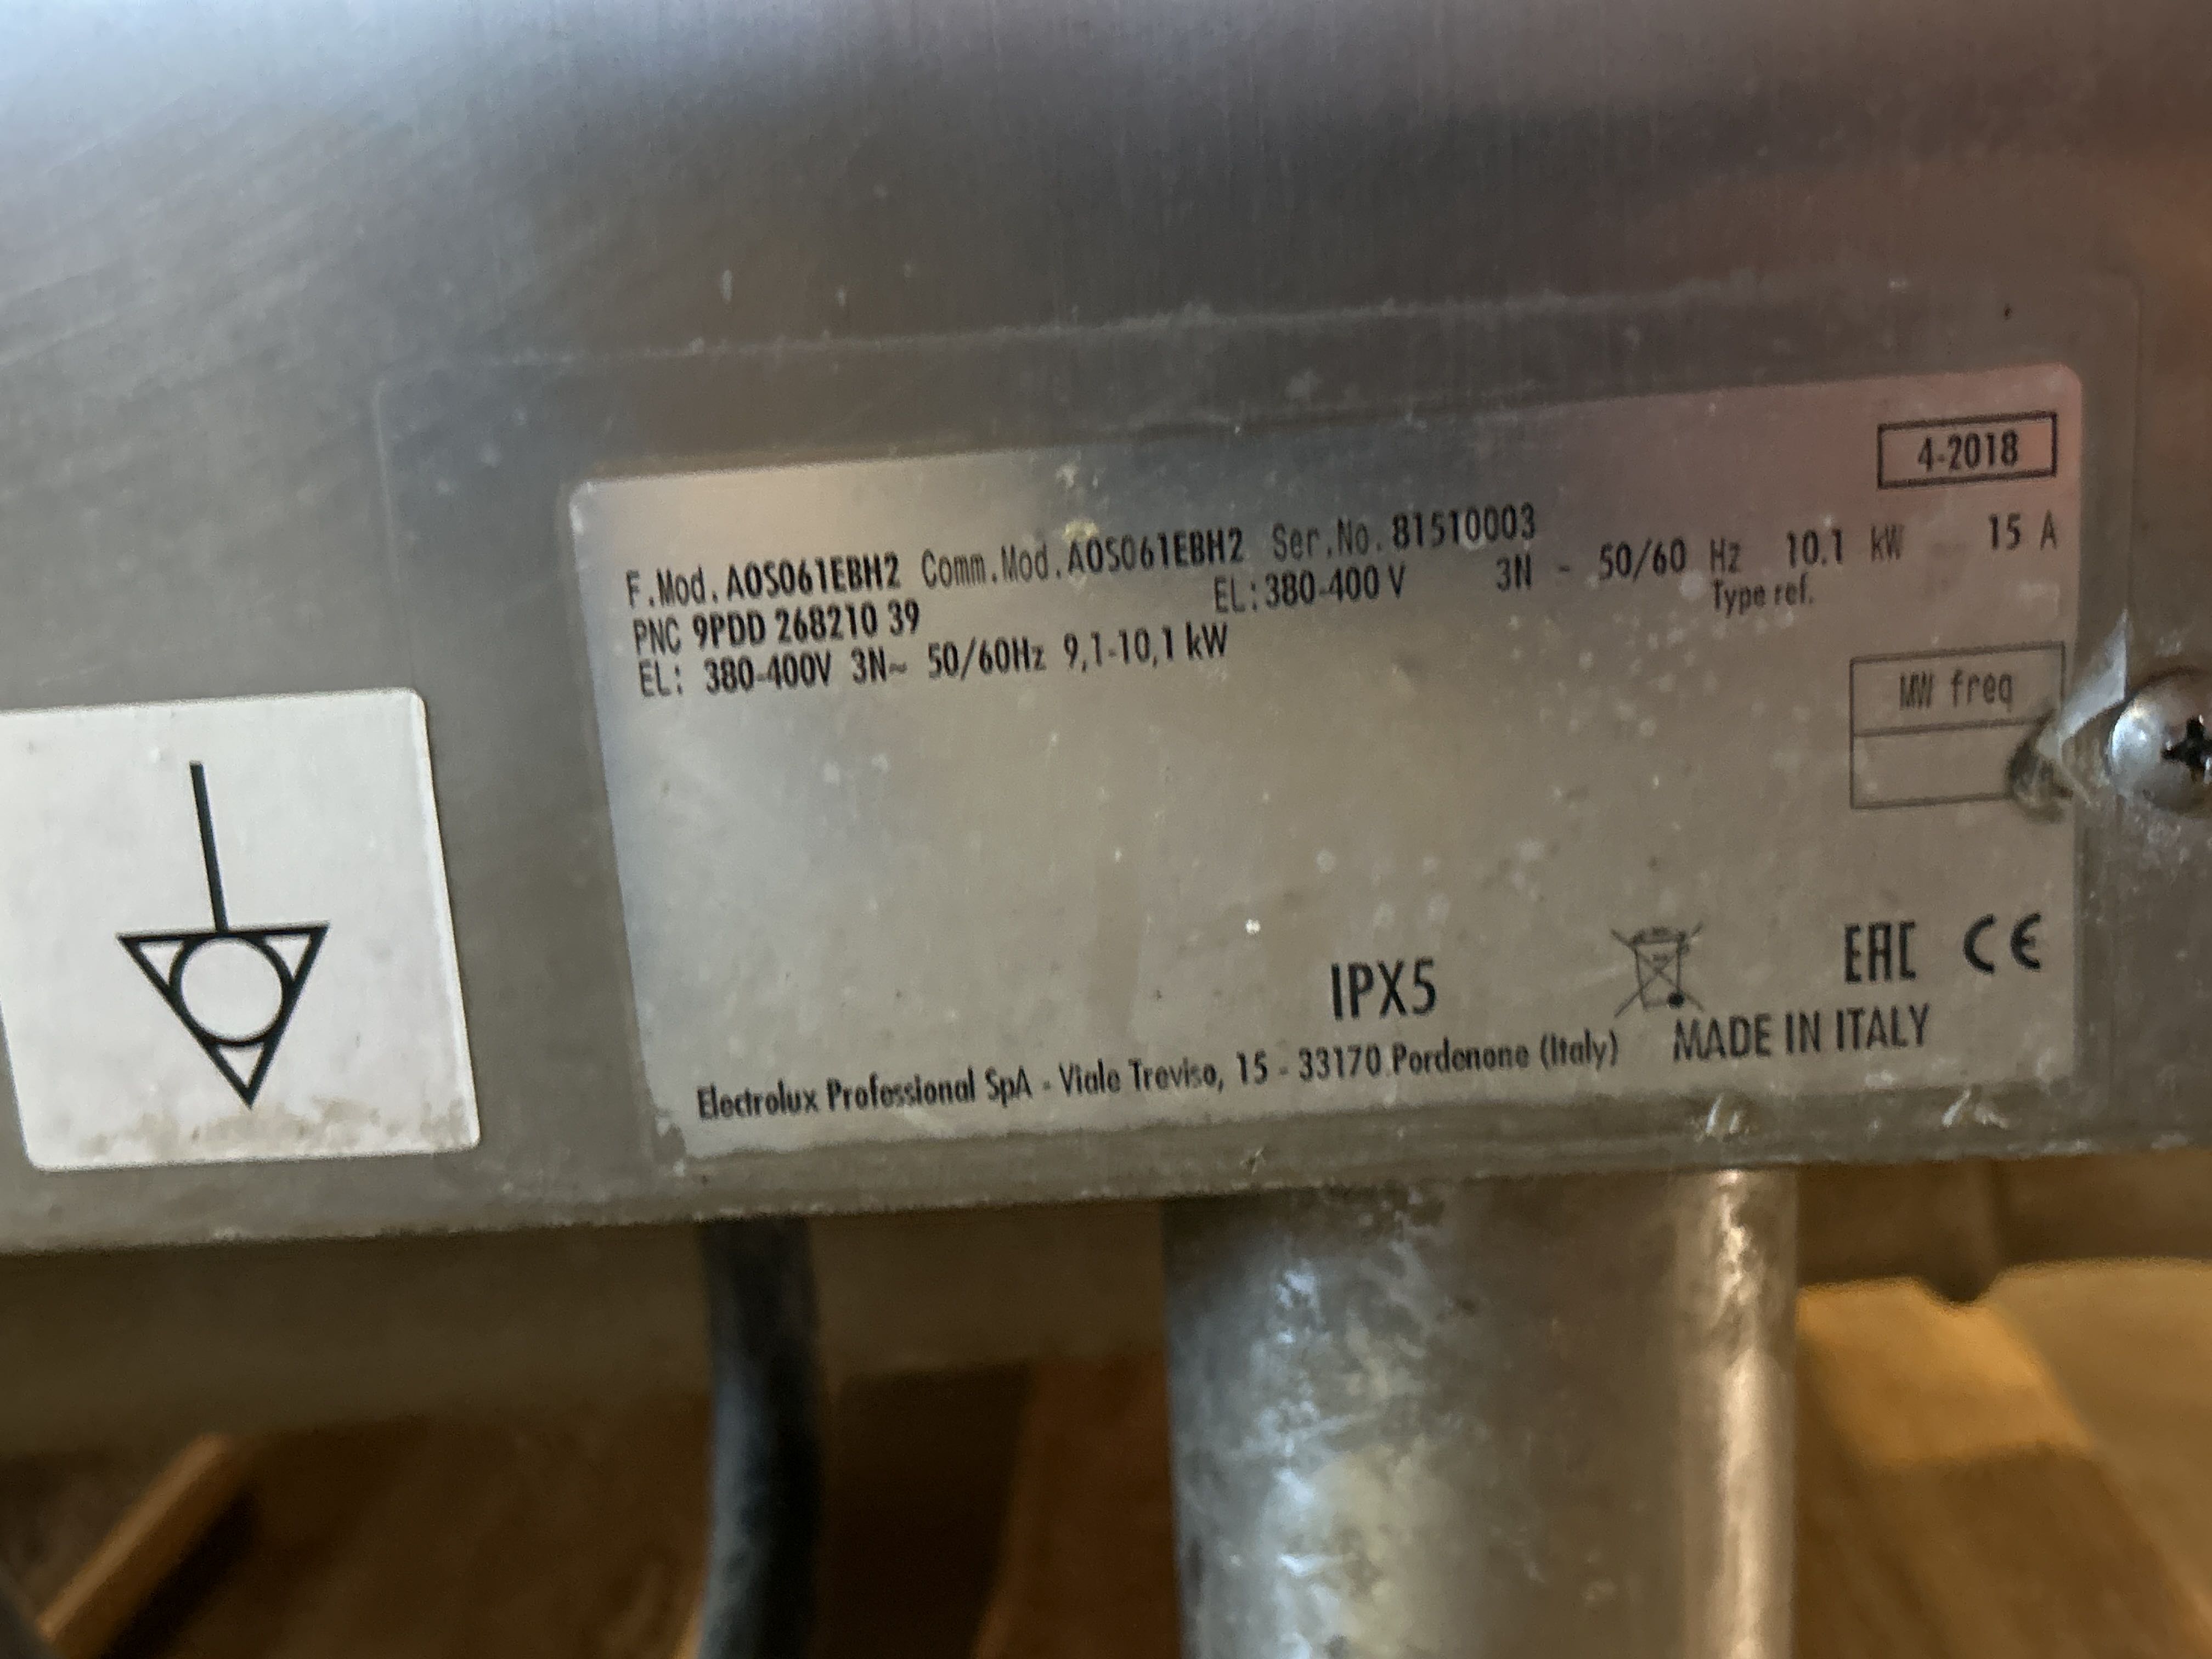 4-2018
F.Mod. AOS061EBH2 Comm.Mod. AOS061EBH2 Ser.No. 81510003
PNC 9PDD 268210 39 EL: 380-400 V 3N ~ 50/60 Hz 10.1 kW 15 A
Type ref.
EL: 380-400V 3N~ 50/60Hz 9,1-10,1 kW
MW freq
IPX5 EAC CE
MADE IN ITALY
Electrolux Professional SpA - Viale Treviso, 15 - 33170 Pordenone (Italy)